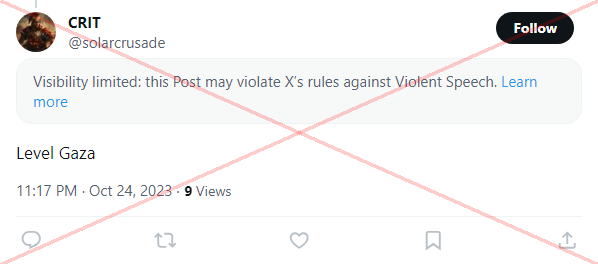 CRIT
Follow
@solarcrusade
Visibility limited: this Post may violate X's rules against Violent Speech. Learn
more
Level Gaza
11:17 PM · Oct 24, 2023 · 9 Views